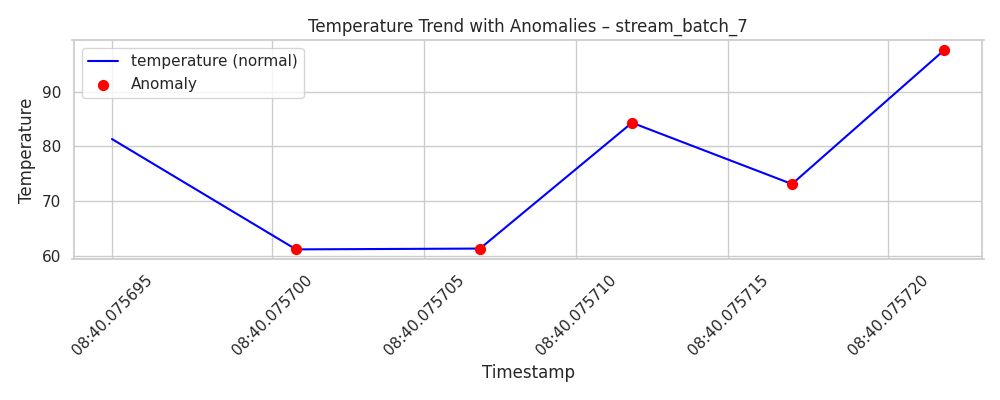 Temperature Trend with Anomalies – stream_batch_7
temperature (normal)
Anomaly
Temperature
90
80
70
60
08:40.075695
08:40.075700
08:40.075705
08:40.075710
08:40.075715
08:40.075720
Timestamp